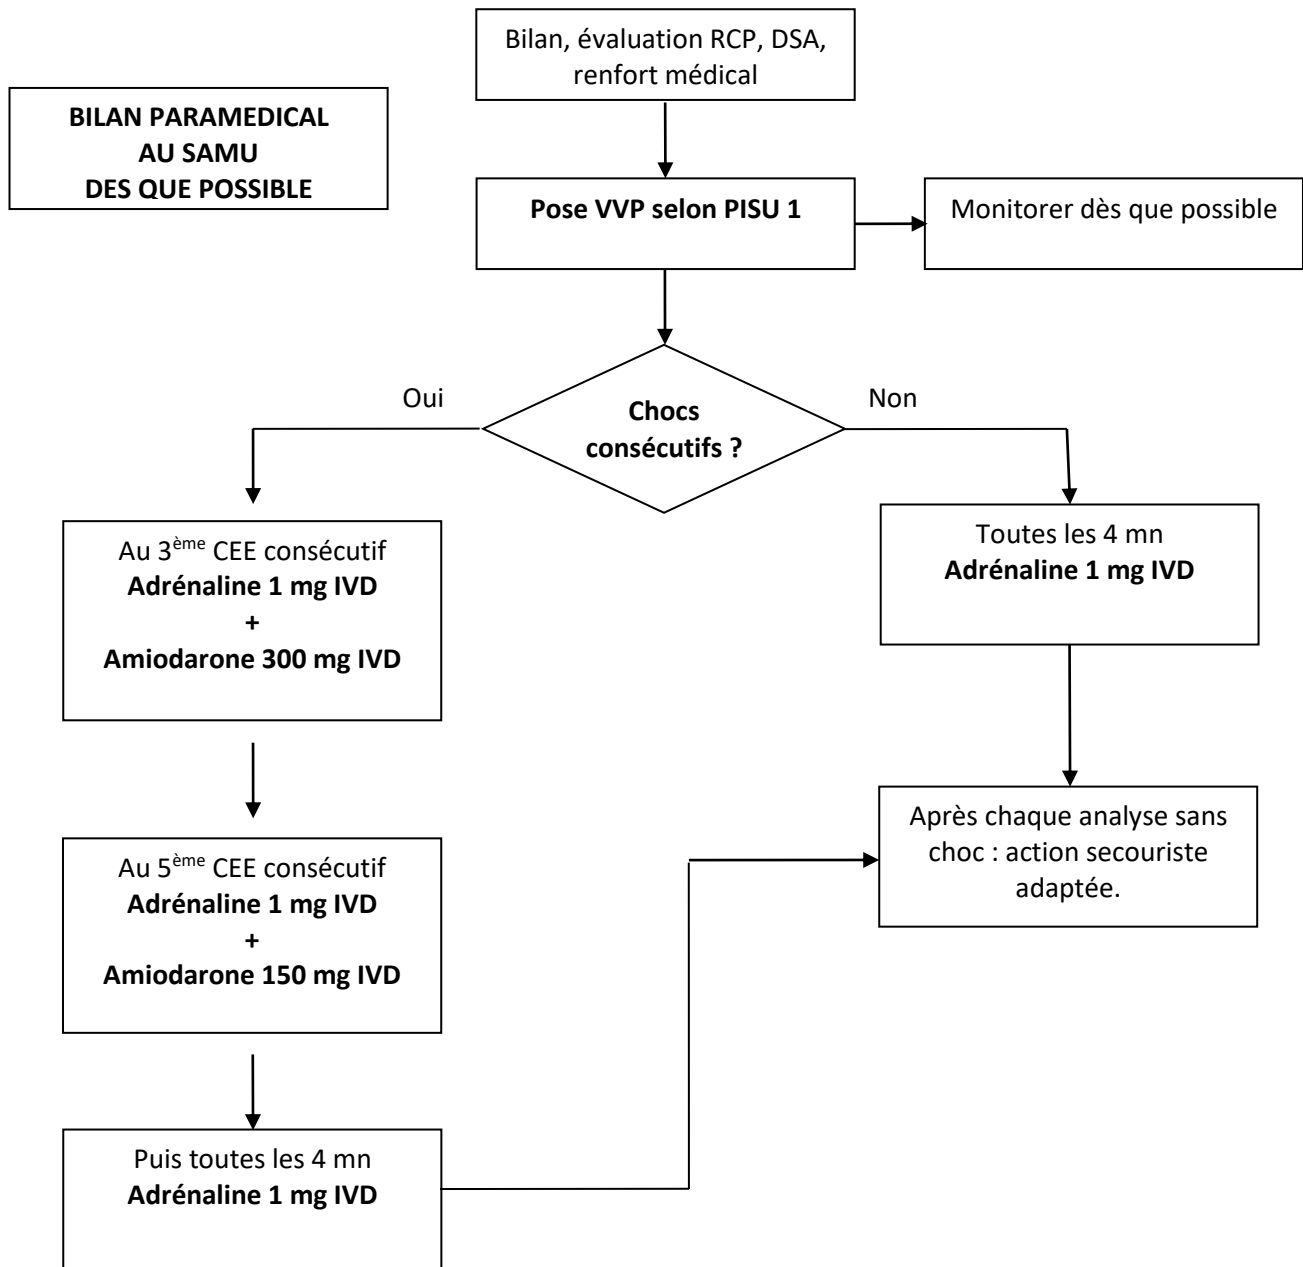 Bilan, évaluation RCP, DSA,
renfort médical
BILAN PARAMEDICAL
AU SAMU
DES QUE POSSIBLE
Pose VVP selon PISU 1
Monitorer dès que possible
Oui
Chocs
consécutifs ?
Non
Au 3ème CEE consécutif
Adrénaline 1 mg IVD
+
Amiodarone 300 mg IVD
Toutes les 4 mn
Adrénaline 1 mg IVD
Au 5ème CEE consécutif
Adrénaline 1 mg IVD
+
Amiodarone 150 mg IVD
Après chaque analyse sans
choc : action secouriste
adaptée.
Puis toutes les 4 mn
Adrénaline 1 mg IVD